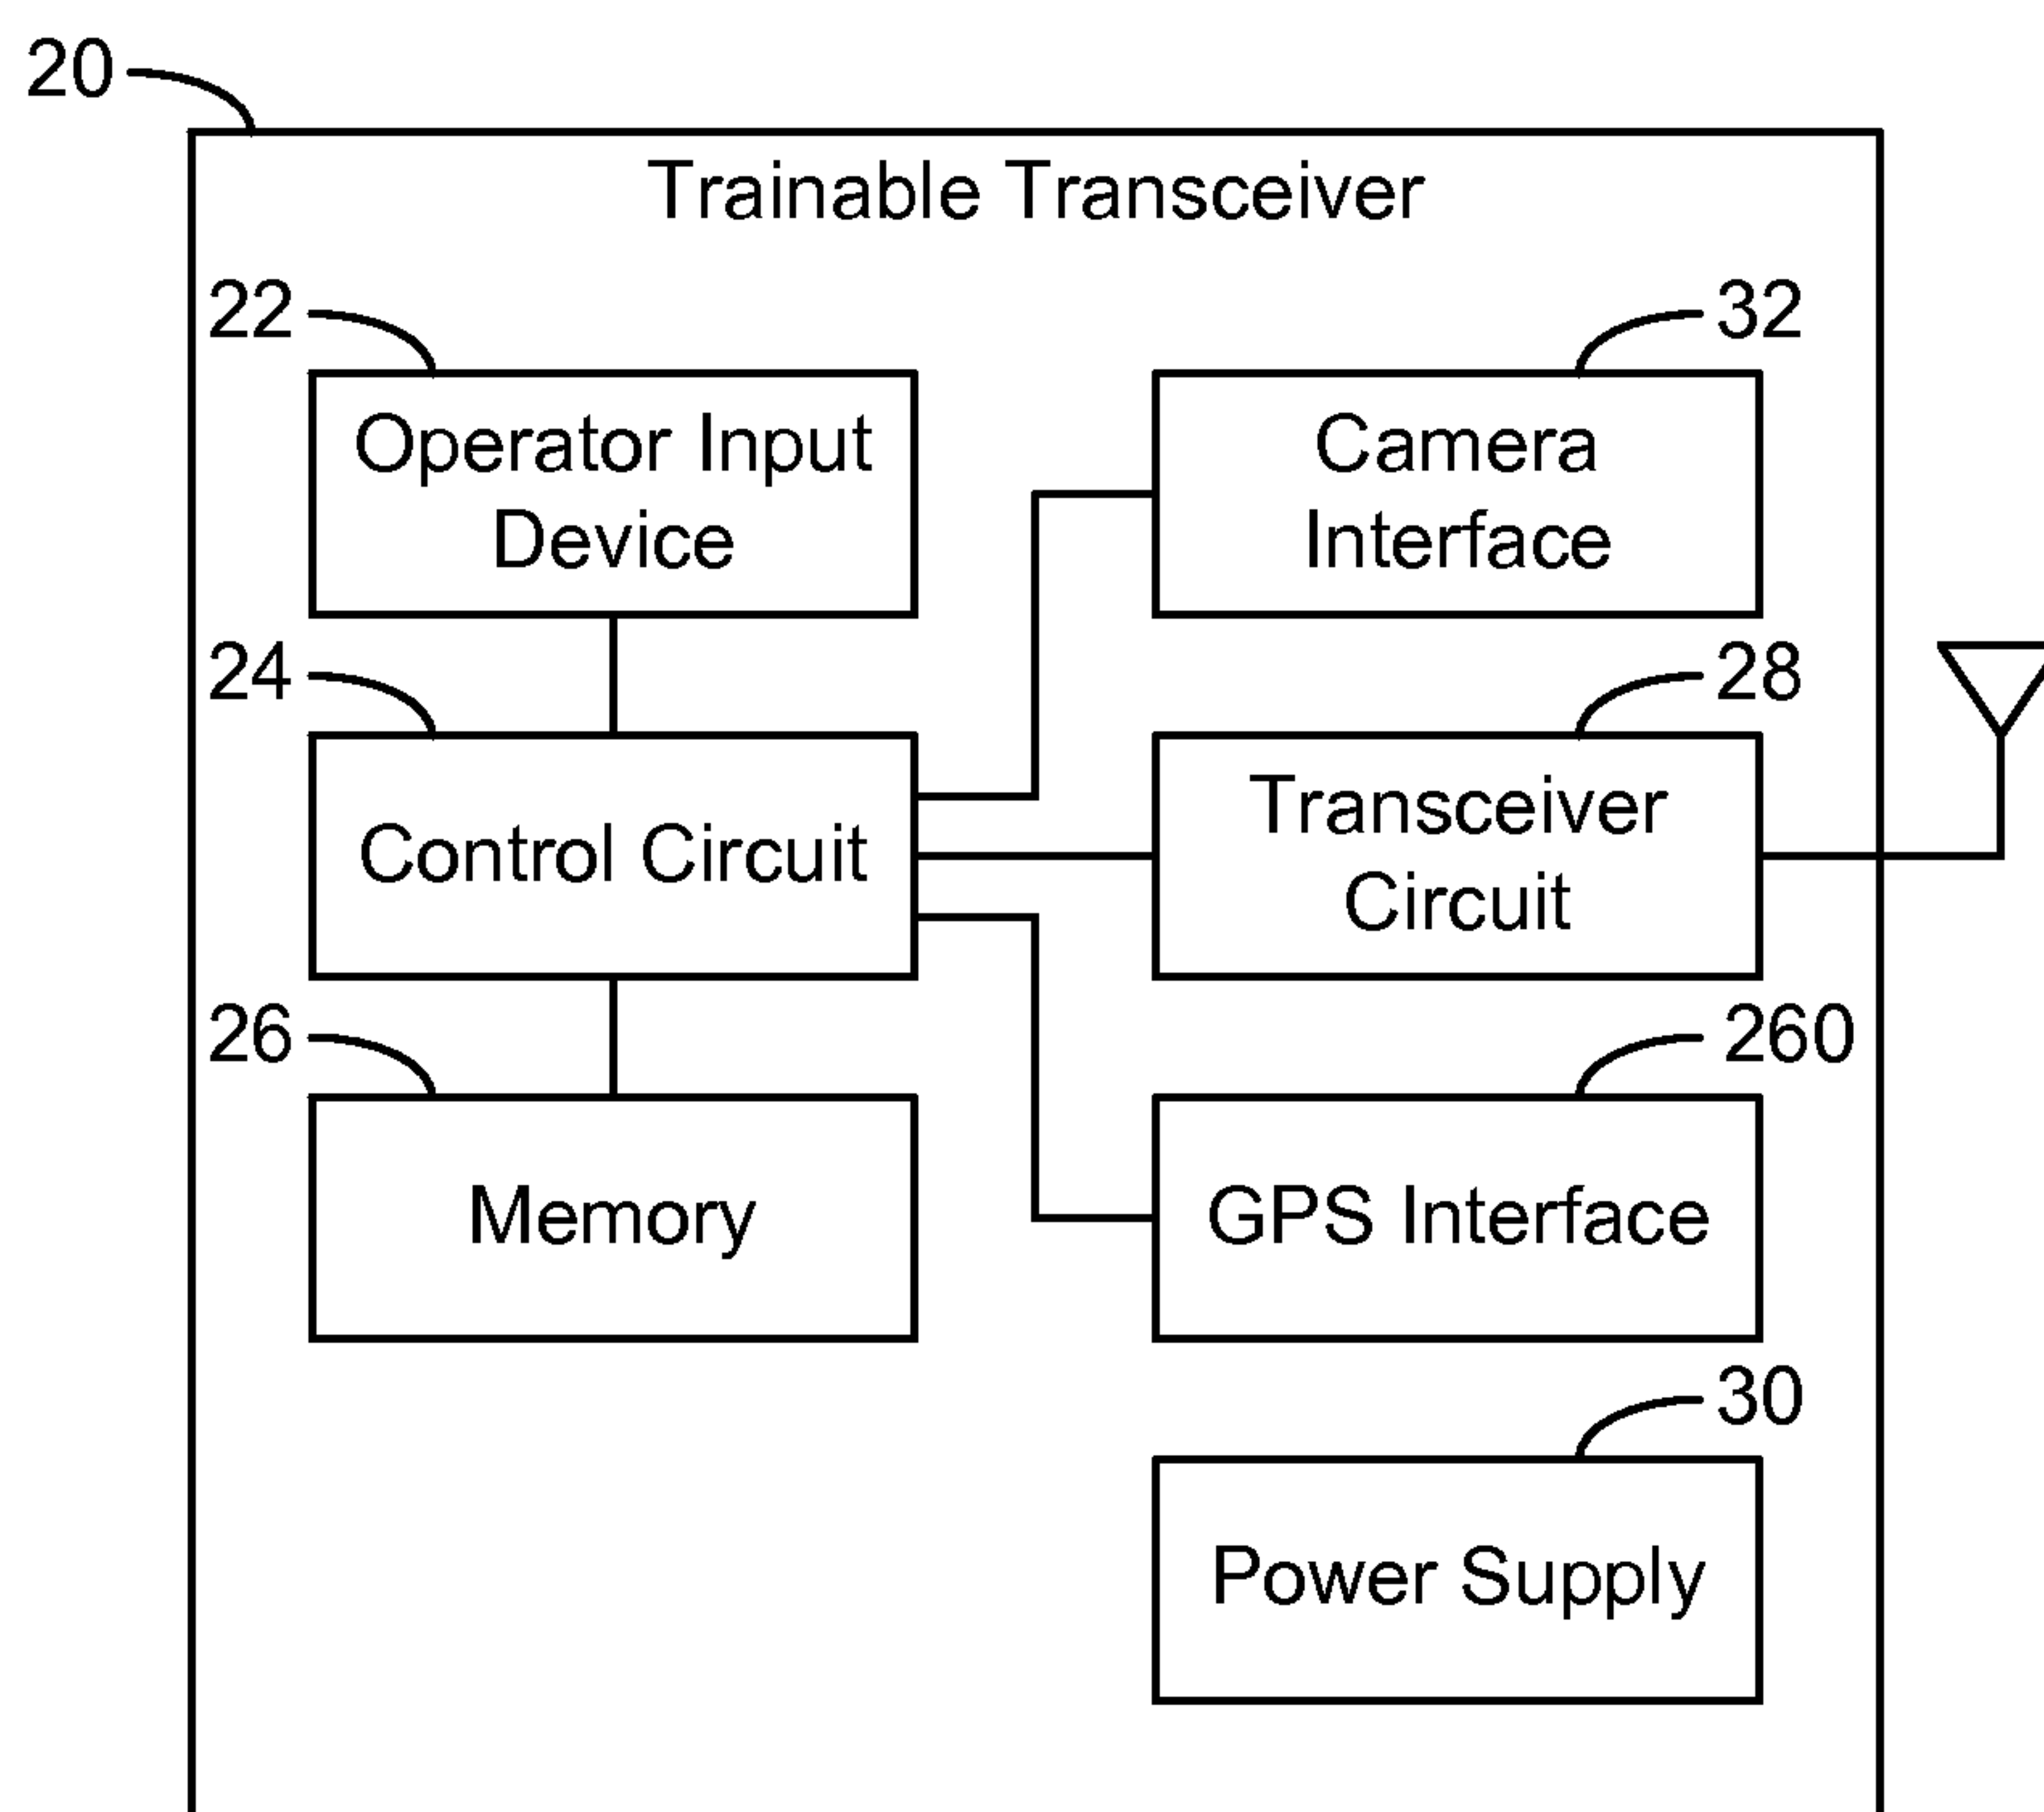 20
Trainable Transceiver
22
32
Operator Input
Device
Camera
Interface
24
28
Control Circuit
Transceiver
Circuit
26
260
Memory
GPS Interface
30
Power Supply